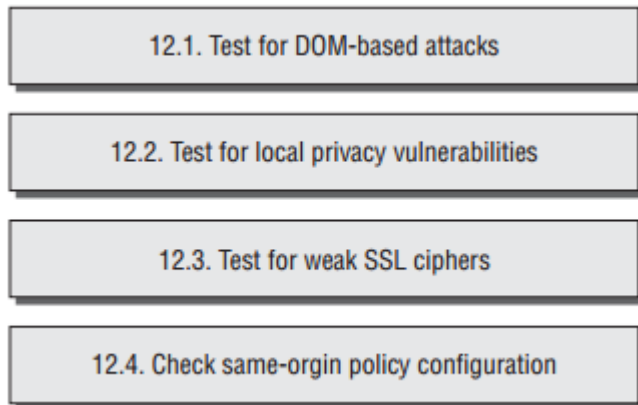 12.1. Test for DOM-based attacks
12.2. Test for local privacy vulnerabilities
12.3. Test for weak SSL ciphers
12.4. Check same-orgin policy configuration